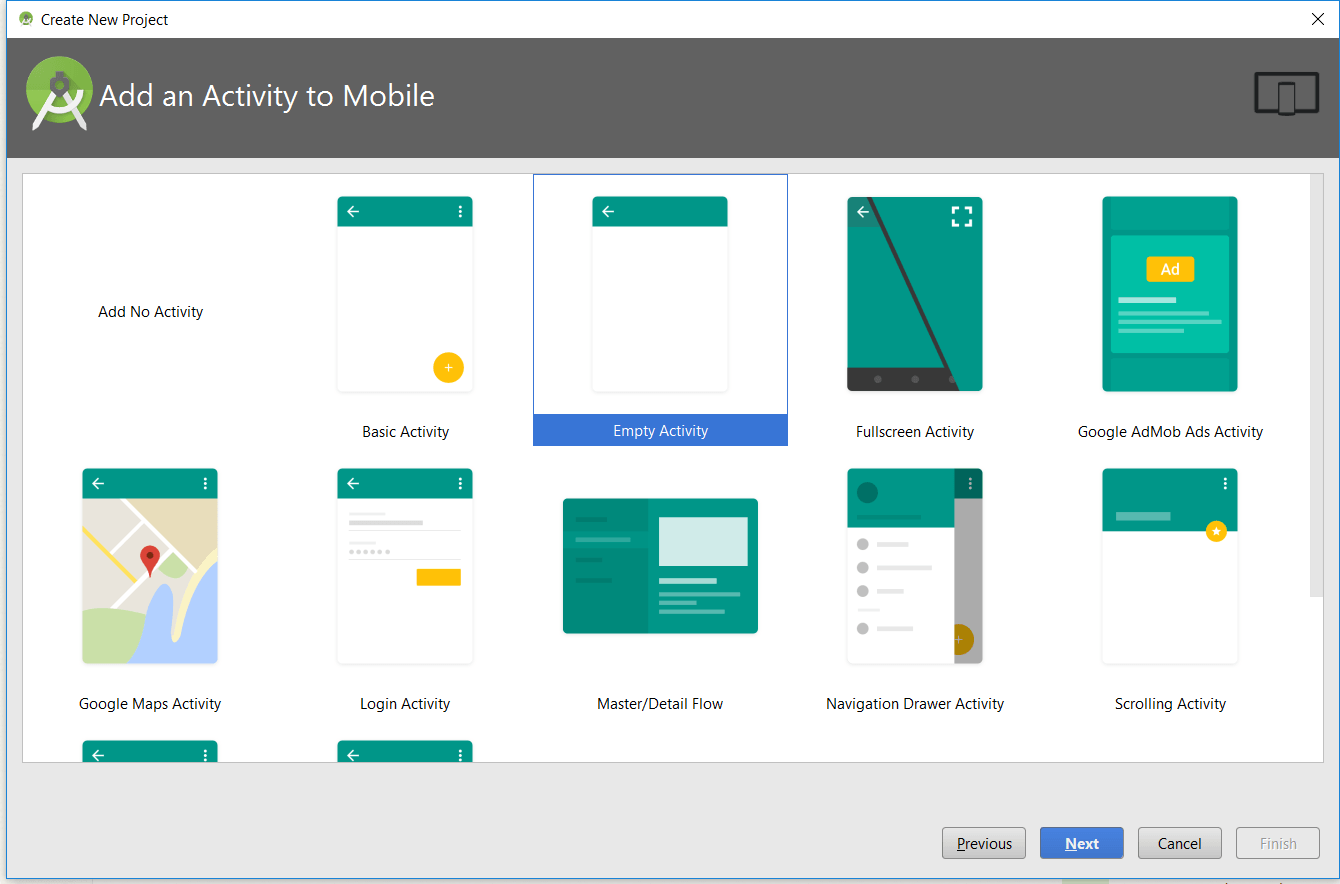 Create New Project
Add an Activity to Mobile
Add No Activity
Basic Activity
Empty Activity
Fullscreen Activity
Ad
Google AdMob Ads Activity
Google Maps Activity
Login Activity
Master/Detail Flow
Navigation Drawer Activity
Scrolling Activity
Previous
Next
Cancel
Finish